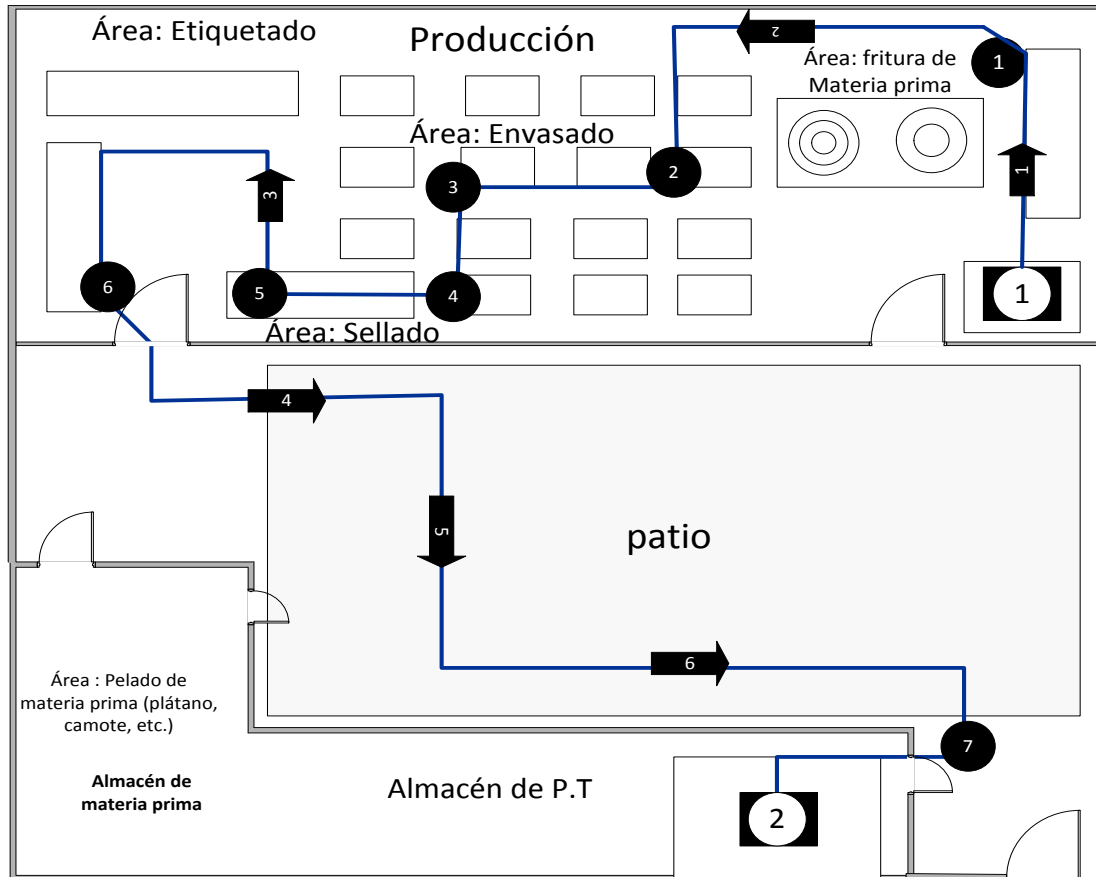 Área: Etiquetado
Producción
2
1
Área: fritura de
Materia prima
Área: Envasado
1
3
2
3
6
5
4
1
Área: Sellado
4
5
patio
6
Área : Pelado de
materia prima (plátano,
camote, etc.)
7
Almacén de
materia prima
Almacén de P.T
2